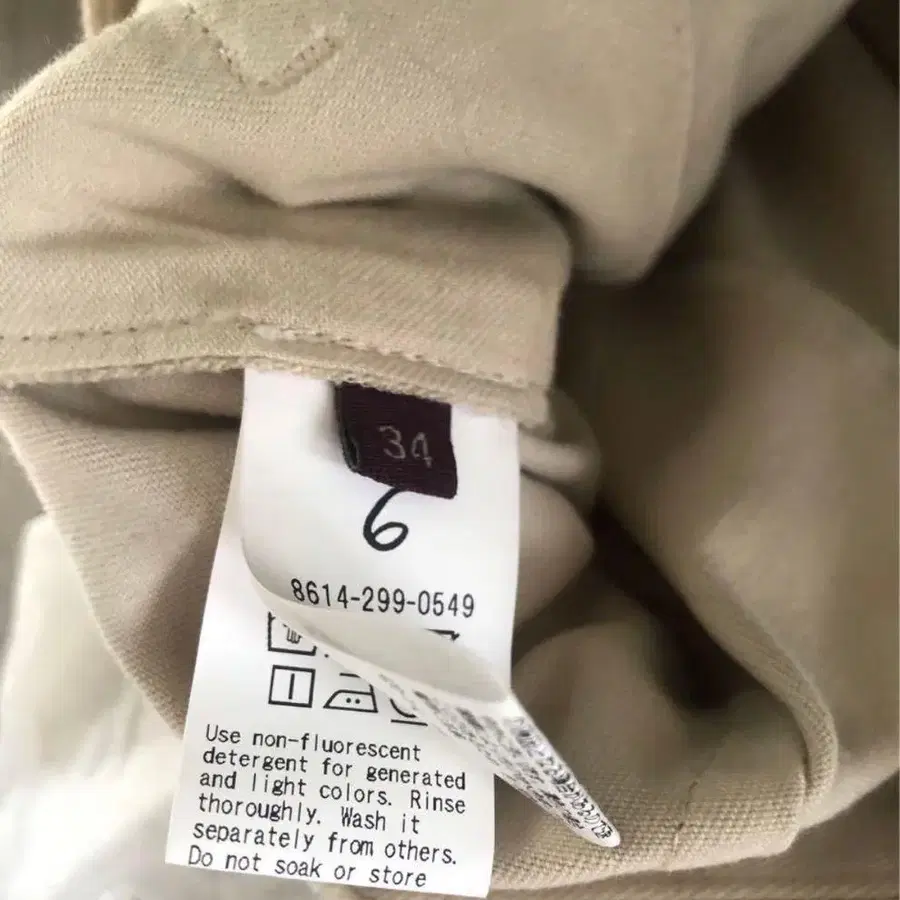 34
6
8614-299-0549
Use non-fluorescent
detergent for generated
and light colors. Rinse
thoroughly. Wash it
separately from others.
Do not soak or store